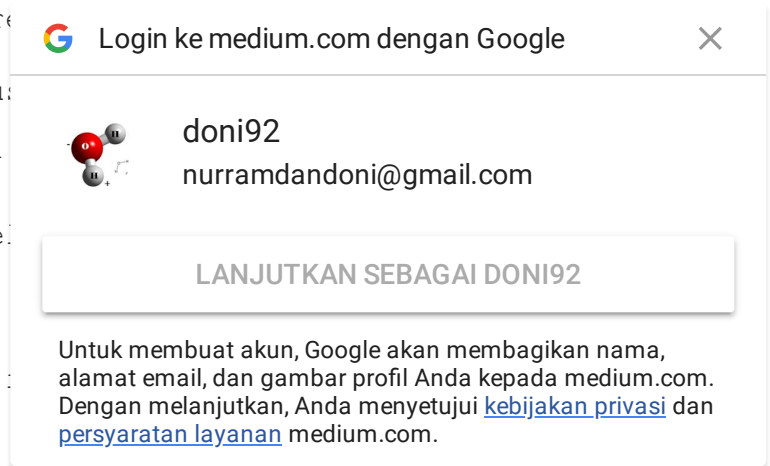 Login ke medium.com dengan Google
doni92
nurramdandoni@gmail.com
LANJUTKAN SEBAGAI DONI92
Untuk membuat akun, Google akan membagikan nama,
alamat email, dan gambar profil Anda kepada medium.com.
Dengan melanjutkan, Anda menyetujui kebijakan privasi dan
persyaratan layanan medium.com.